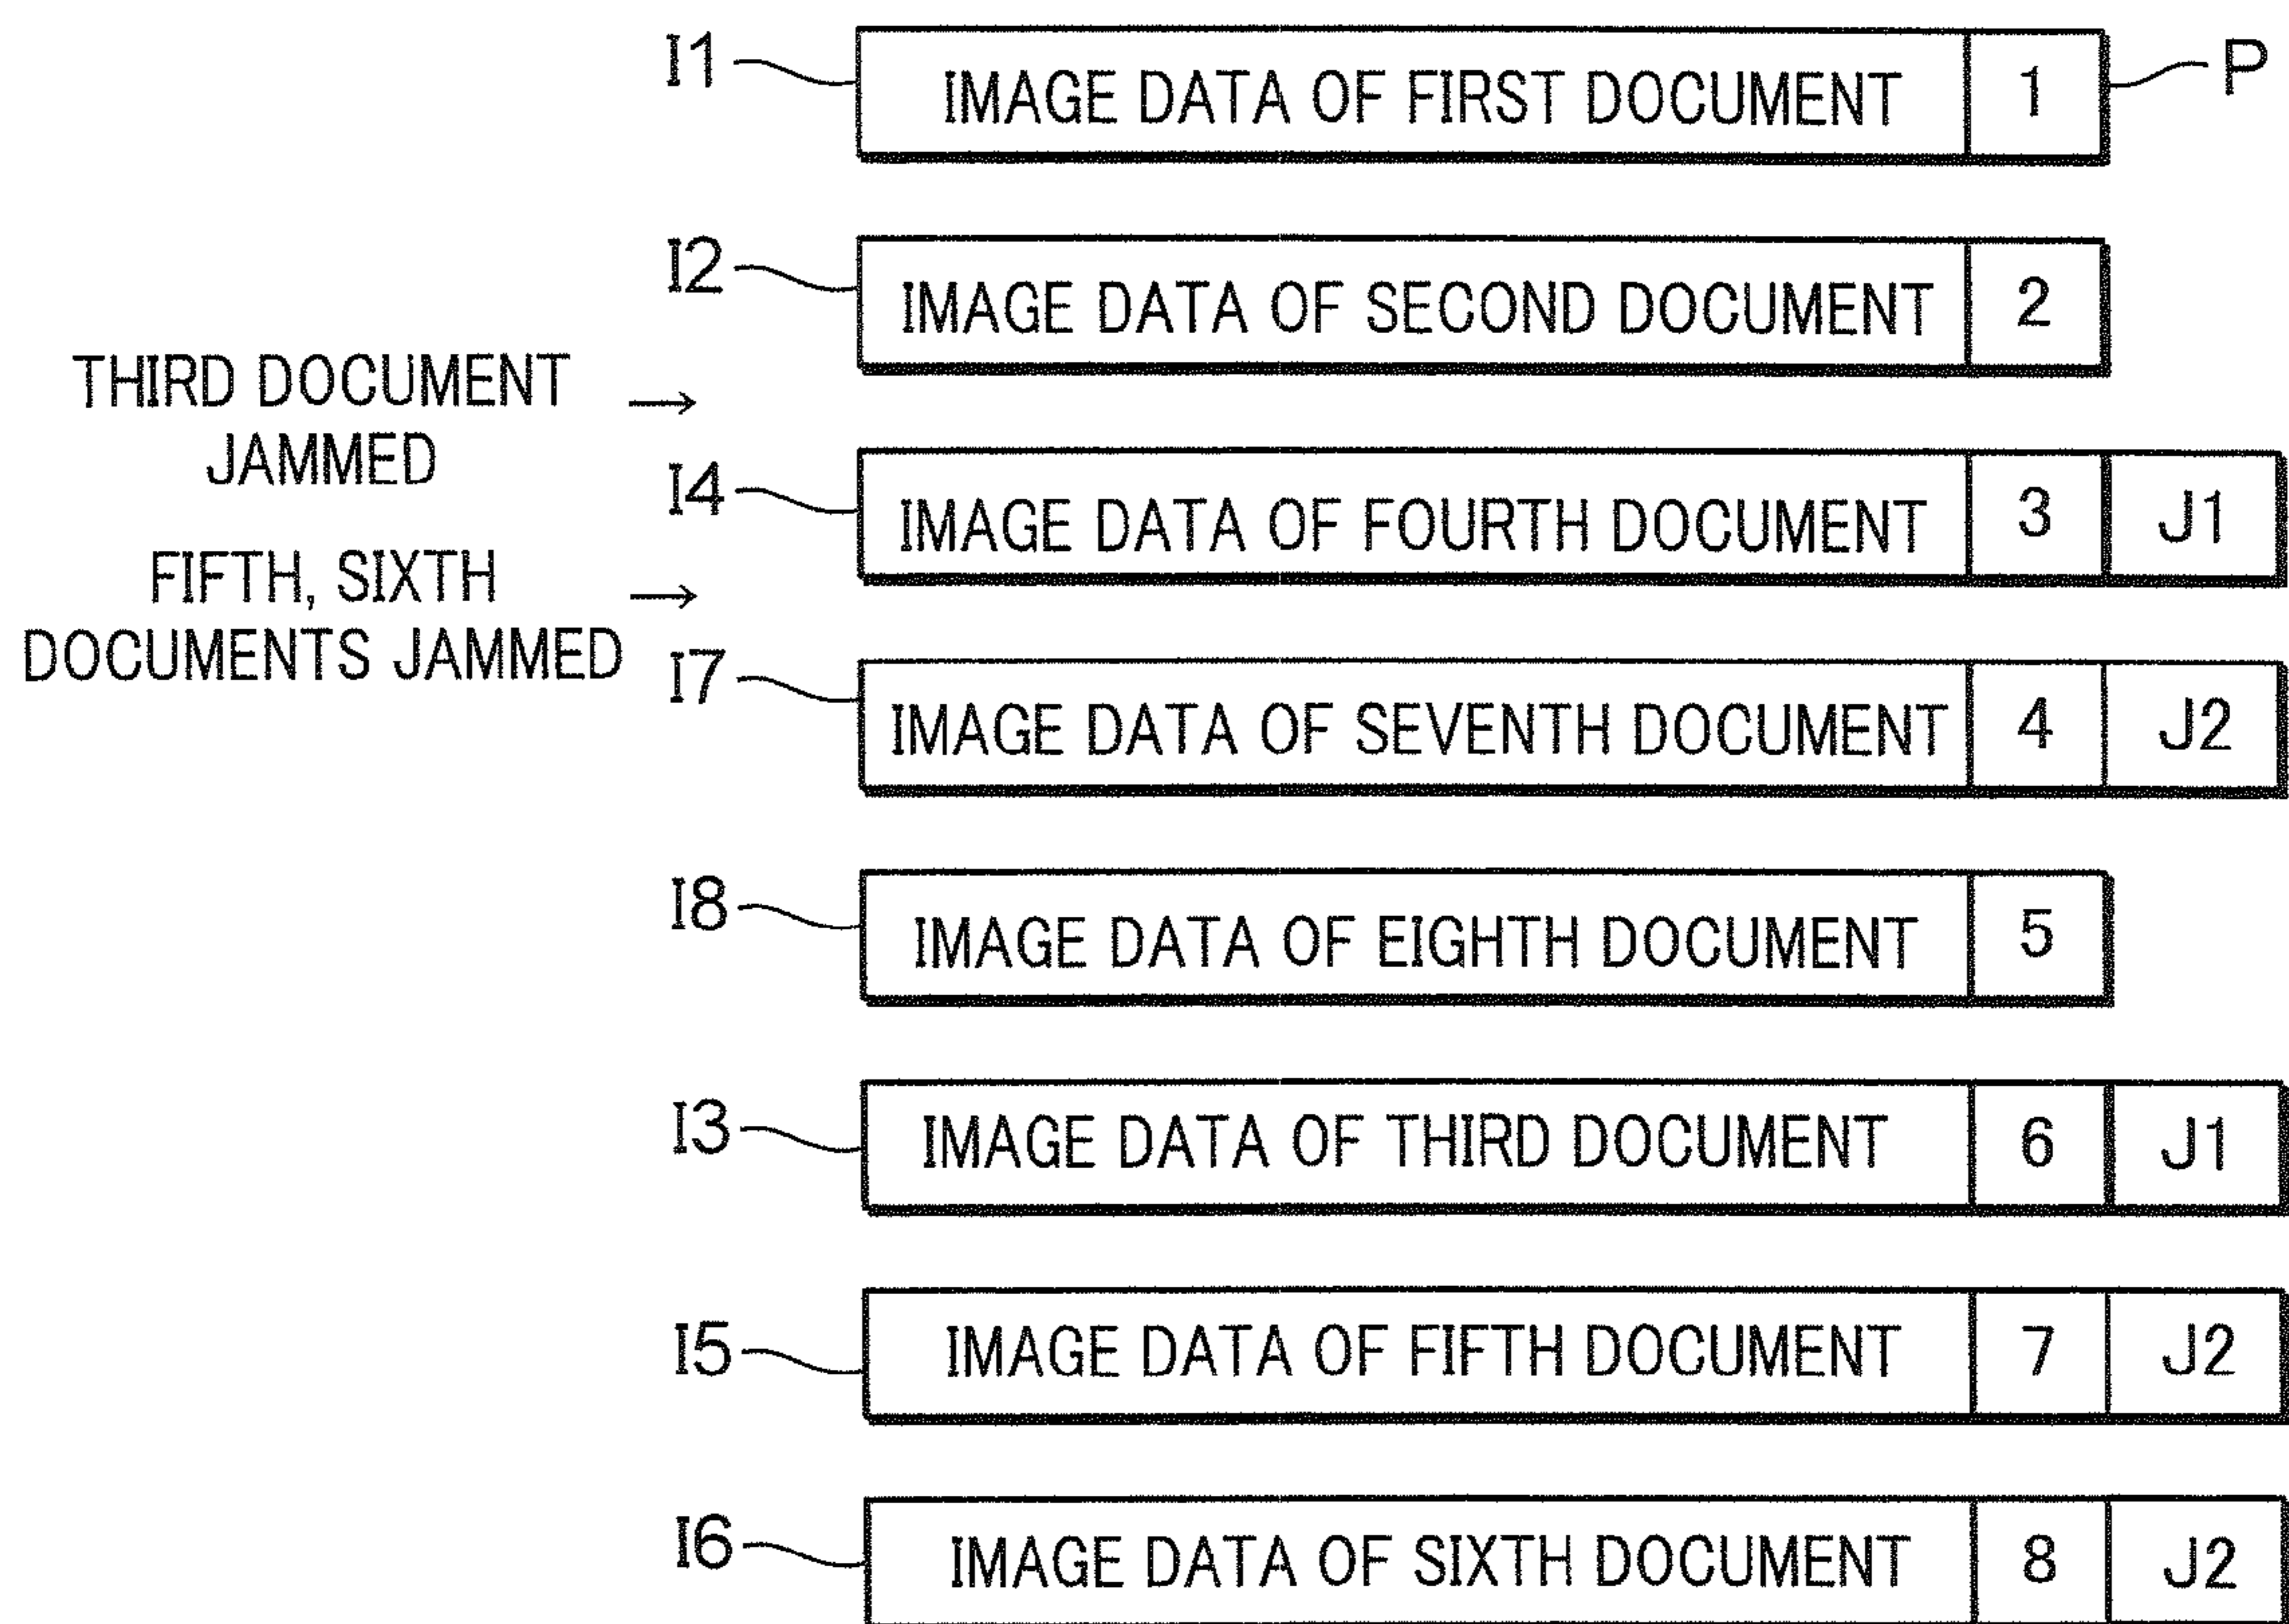 I1 IMAGE DATA OF FIRST DOCUMENT 1 P
I2 IMAGE DATA OF SECOND DOCUMENT 2
THIRD DOCUMENT →
JAMMED
I4 IMAGE DATA OF FOURTH DOCUMENT 3 J1
FIFTH, SIXTH →
DOCUMENTS JAMMED
I7 IMAGE DATA OF SEVENTH DOCUMENT 4 J2
I8 IMAGE DATA OF EIGHTH DOCUMENT 5
I3 IMAGE DATA OF THIRD DOCUMENT 6 J1
I5 IMAGE DATA OF FIFTH DOCUMENT 7 J2
I6 IMAGE DATA OF SIXTH DOCUMENT 8 J2